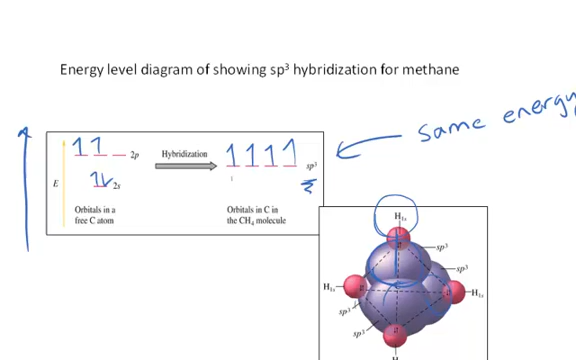 Energy level diagram of showing sp³ hybridization for methane
Same energy
2p
Hybridization
sp³
E
2s
Orbitals in a
free C atom
Orbitals in C in
the CH₄ molecule
H₁ₛ
sp³
sp³
H₁ₛ
H₁ₛ
sp³
sp³
H